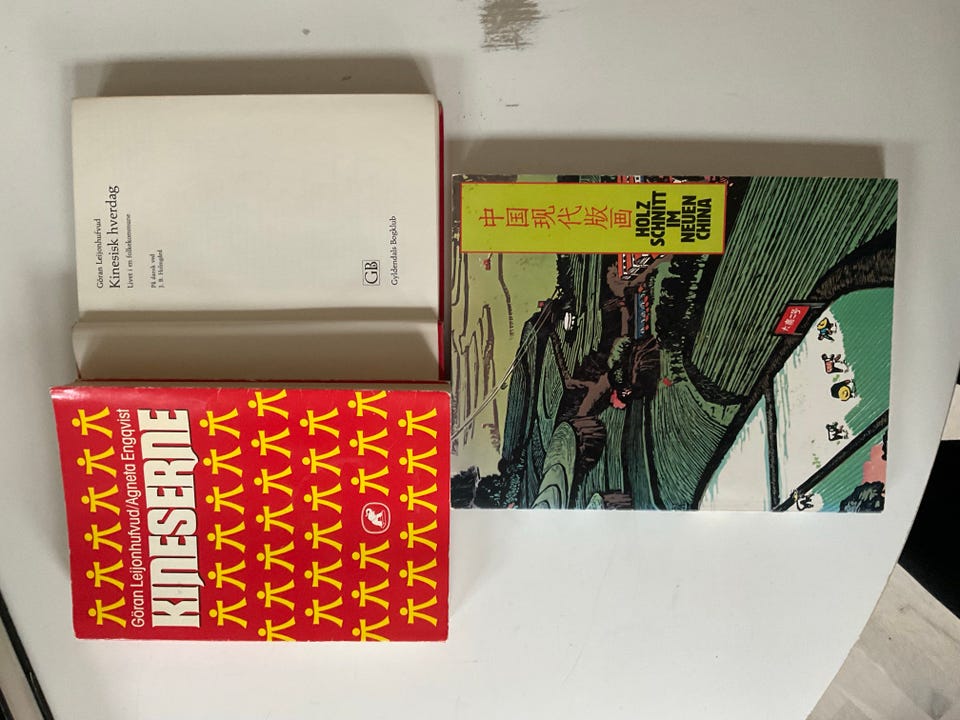 Göran Leijonhufvud
Kinesisk hverdag
Livet i en folkekommune
På dansk ved
J. B. Holmgård
GB
Gyldendals Bogklub
Göran Leijonhufvud/Agneta Engqvist
KINESERNE
中国现代版画
HOLZ
SCHNITT
IM
NEUEN
CHINA